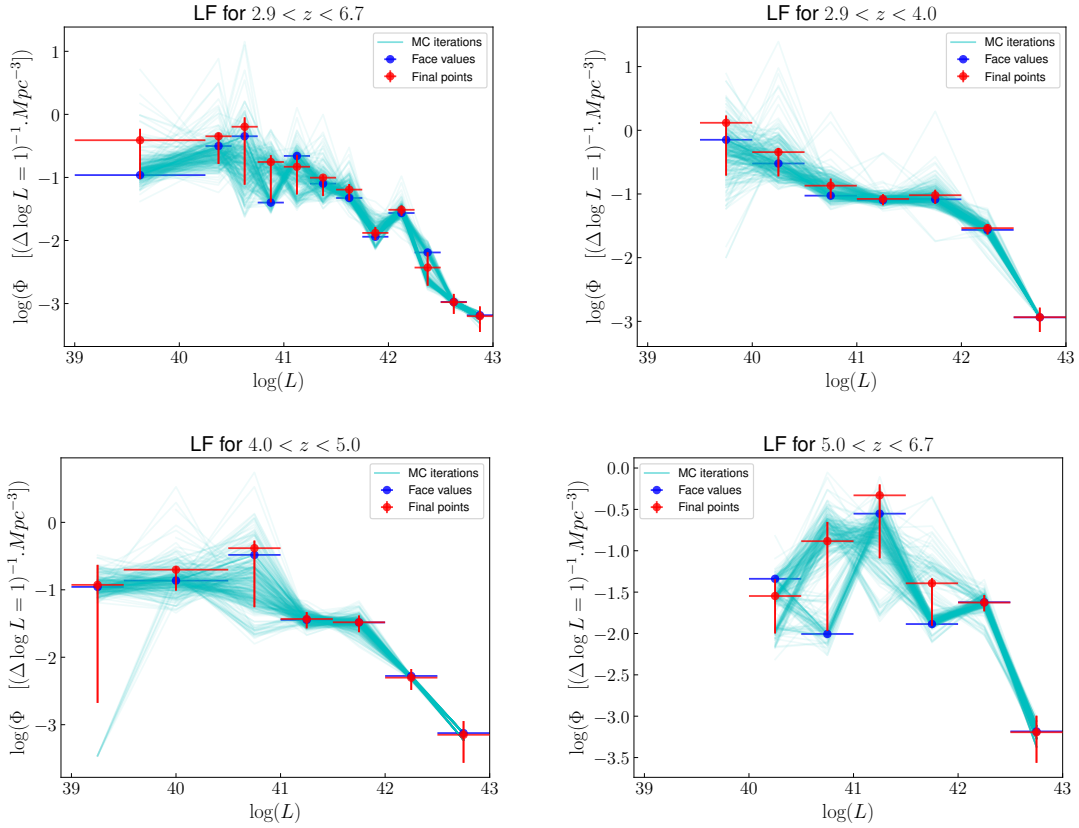 LF for 2.9 < z < 6.7
MC iterations
Face values
Final points
log(Φ [(Δ log L = 1)⁻¹.Mpc⁻³])
1
0
−1
−2
−3
39
40
41
42
43
log(L)
LF for 2.9 < z < 4.0
MC iterations
Face values
Final points
log(Φ [(Δ log L = 1)⁻¹.Mpc⁻³])
1
0
−1
−2
−3
39
40
41
42
43
log(L)
LF for 4.0 < z < 5.0
MC iterations
Face values
Final points
log(Φ [(Δ log L = 1)⁻¹.Mpc⁻³])
0
−1
−2
−3
39
40
41
42
43
log(L)
LF for 5.0 < z < 6.7
MC iterations
Face values
Final points
log(Φ [(Δ log L = 1)⁻¹.Mpc⁻³])
0.0
−0.5
−1.0
−1.5
−2.0
−2.5
−3.0
−3.5
39
40
41
42
43
log(L)